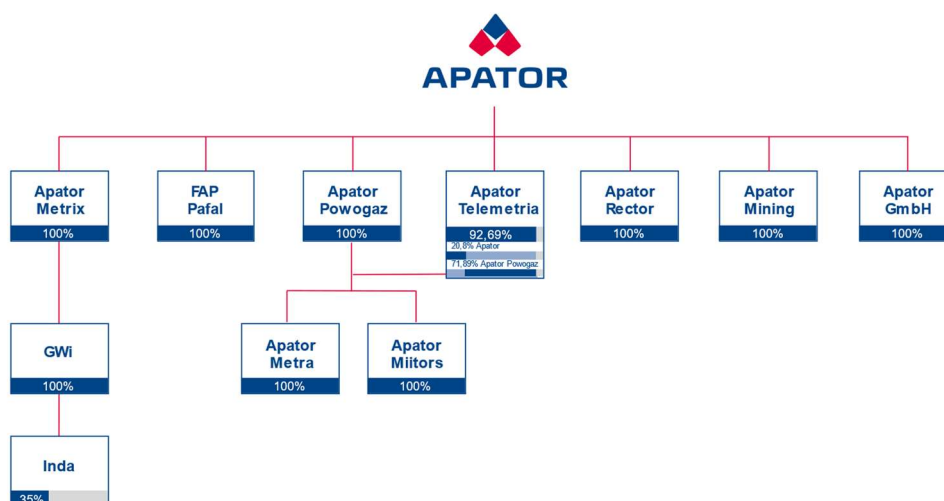 APATOR
Apator
Metrix
100%
FAP
Pafal
100%
Apator
Powogaz
100%
Apator
Telemetria
92,69%
20,8% Apator
71,89% Apator Powogaz
Apator
Rector
100%
Apator
Mining
100%
Apator
GmbH
100%
GWi
100%
Apator
Metra
100%
Apator
Miitors
100%
Inda
35%